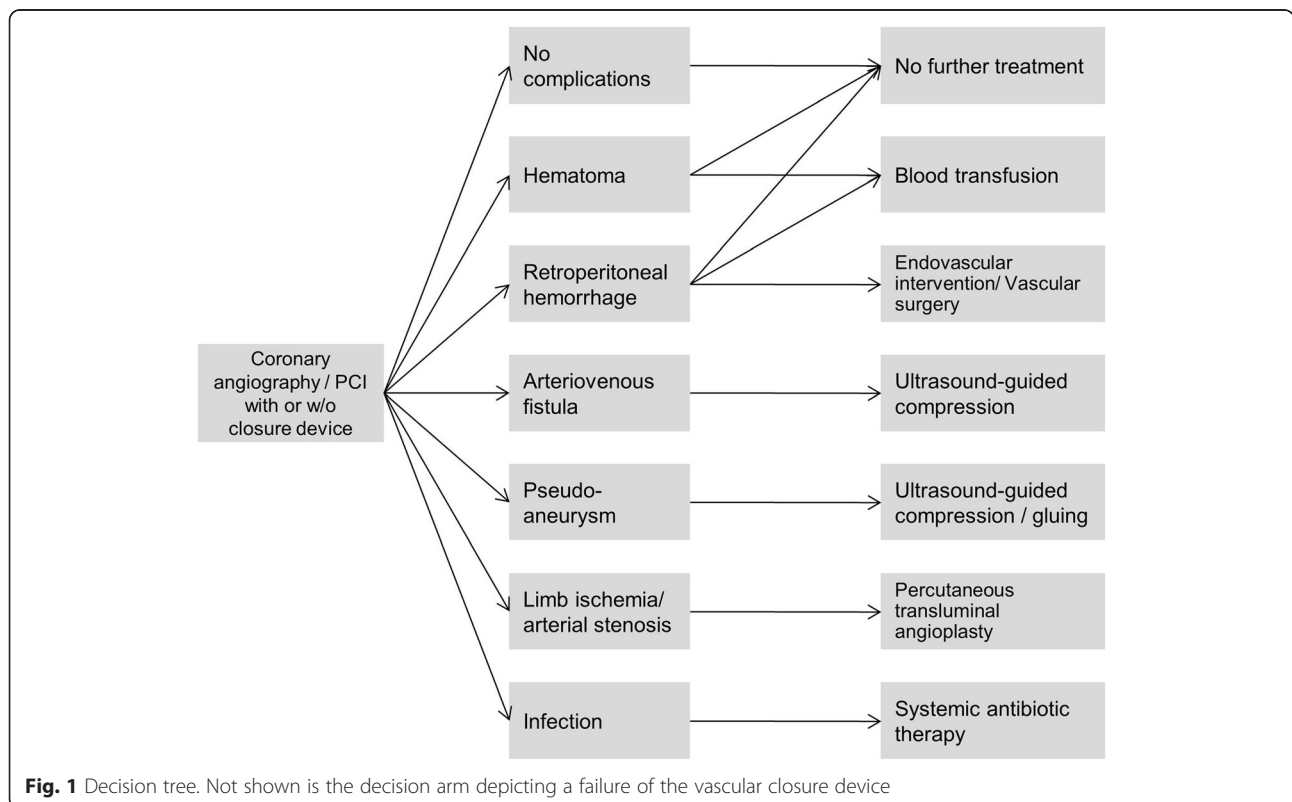 No
complications
No further treatment
Hematoma
Blood transfusion
Retroperitoneal
hemorrhage
Endovascular
intervention/ Vascular
surgery
Coronary
angiography / PCI
with or w/o
closure device
Arteriovenous
fistula
Ultrasound-guided
compression
Pseudo-
aneurysm
Ultrasound-guided
compression / gluing
Limb ischemia/
arterial stenosis
Percutaneous
transluminal
angioplasty
Infection
Systemic antibiotic
therapy
Fig. 1 Decision tree. Not shown is the decision arm depicting a failure of the vascular closure device